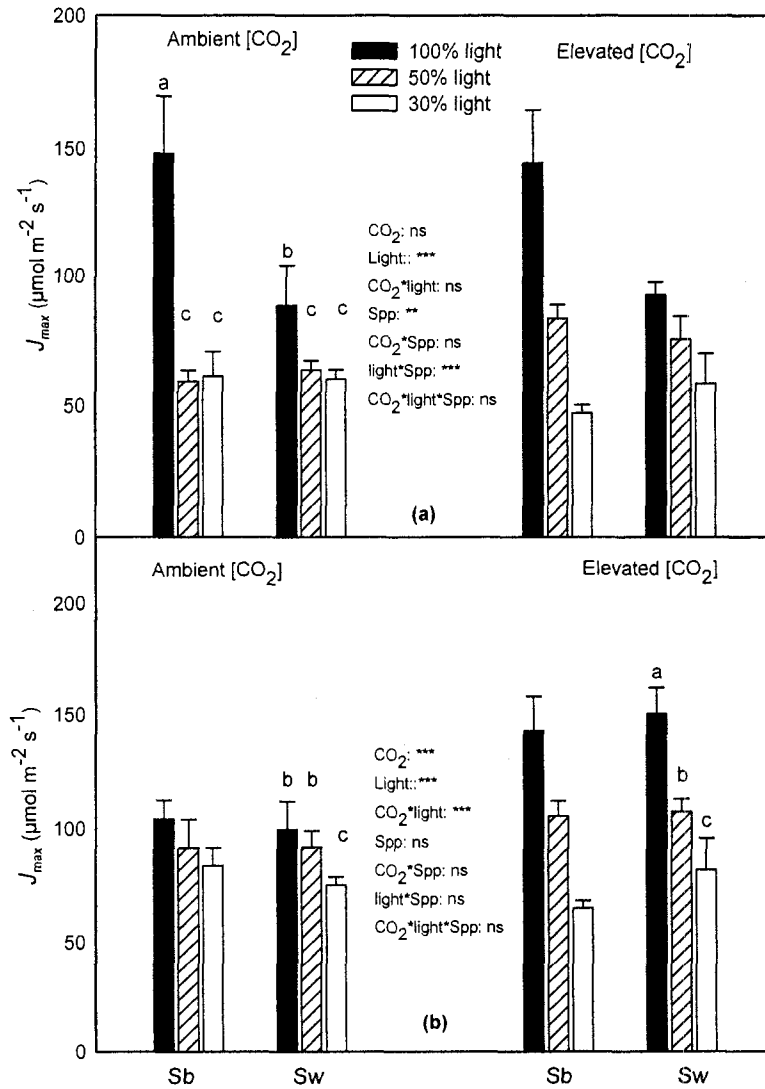 200
Ambient [CO2]
100% light
50% light
30% light
Elevated [CO2]
a
150
Jmax (µmol m−2 s−1)
CO2: ns
Light:: ***
CO2*light: ns
Spp: **
CO2*Spp: ns
light*Spp: ***
CO2*light*Spp: ns
b
100
c c c c
50
(a)
0
Ambient [CO2]
Elevated [CO2]
200
a
150
Jmax (µmol m−2 s−1)
CO2: ***
Light:: ***
CO2*light: ***
Spp: ns
CO2*Spp: ns
light*Spp: ns
CO2*light*Spp: ns
b b c
b
c
100
50
(b)
0
Sb Sw Sb Sw